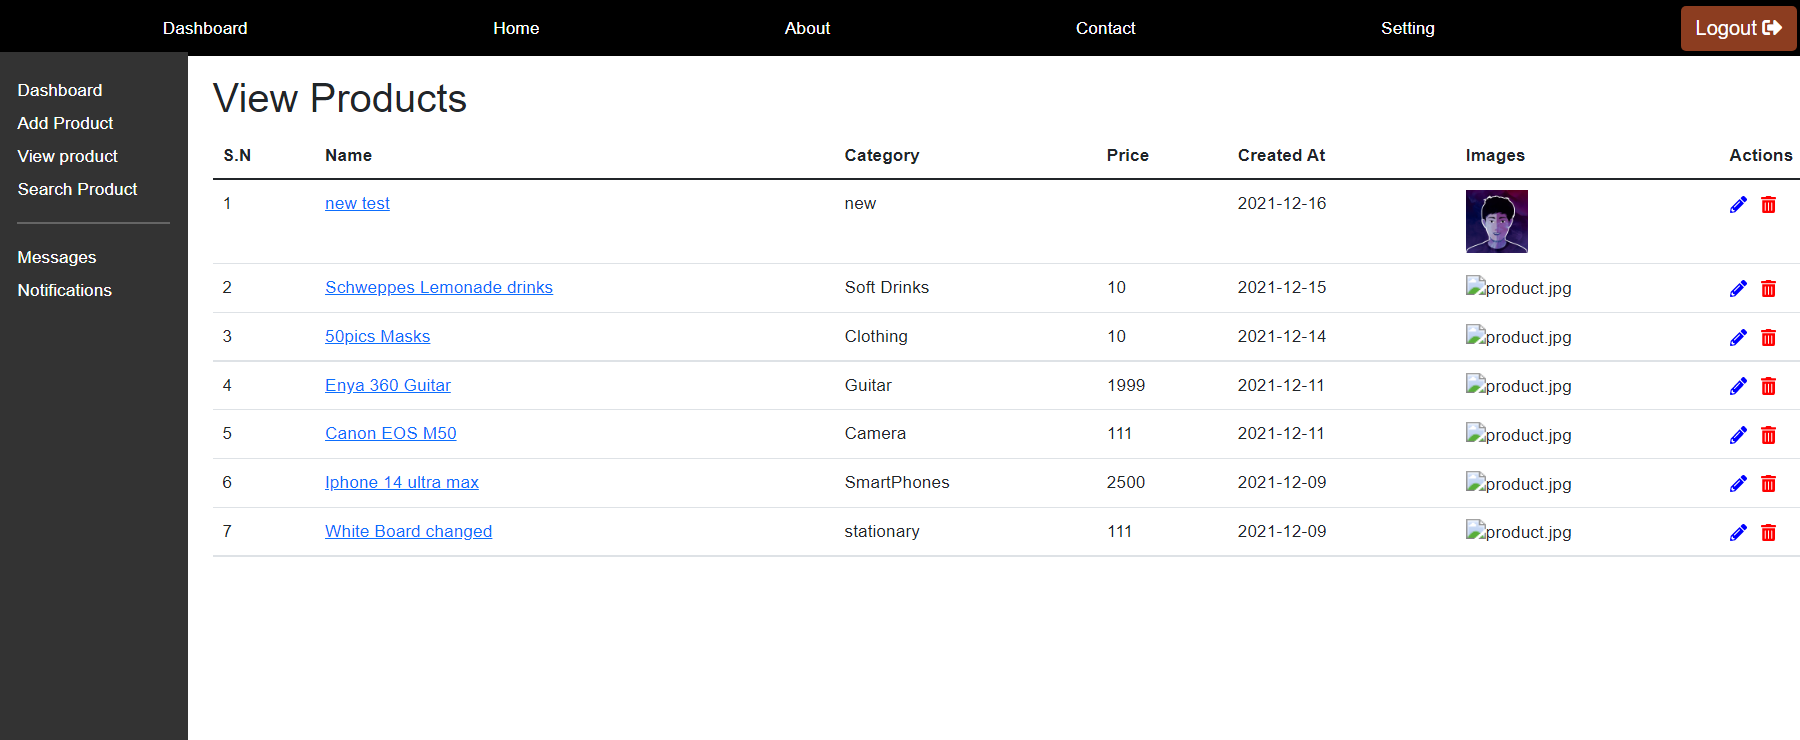 Dashboard Home About Contact Setting Logout
Dashboard
Add Product
View product
Search Product
Messages
Notifications
View Products
S.N Name Category Price Created At Images Actions
1 new test new 2021-12-16
2 Schweppes Lemonade drinks Soft Drinks 10 2021-12-15 product.jpg
3 50pics Masks Clothing 10 2021-12-14 product.jpg
4 Enya 360 Guitar Guitar 1999 2021-12-11 product.jpg
5 Canon EOS M50 Camera 111 2021-12-11 product.jpg
6 Iphone 14 ultra max SmartPhones 2500 2021-12-09 product.jpg
7 White Board changed stationary 111 2021-12-09 product.jpg